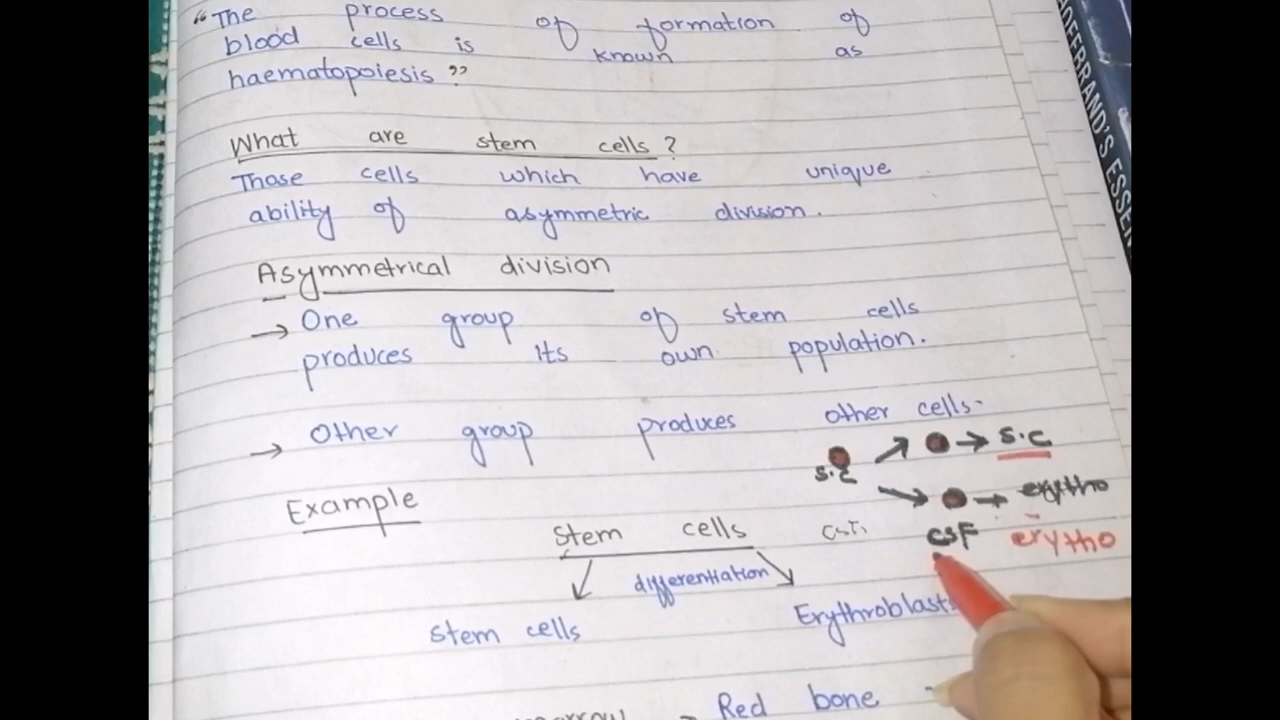 “The process of formation of
blood cells is known as
haematopoiesis”
What are stem cells?
Those cells which have unique
ability of asymmetric division.
Asymmetrical division
→ One group of stem cells
produces its own population.
→ Other group produces other cells.
s.c → s.c
s.c → erytho
csF erytho
Example
Stem cells
differentiation
stem cells Erythroblasts
Red bone